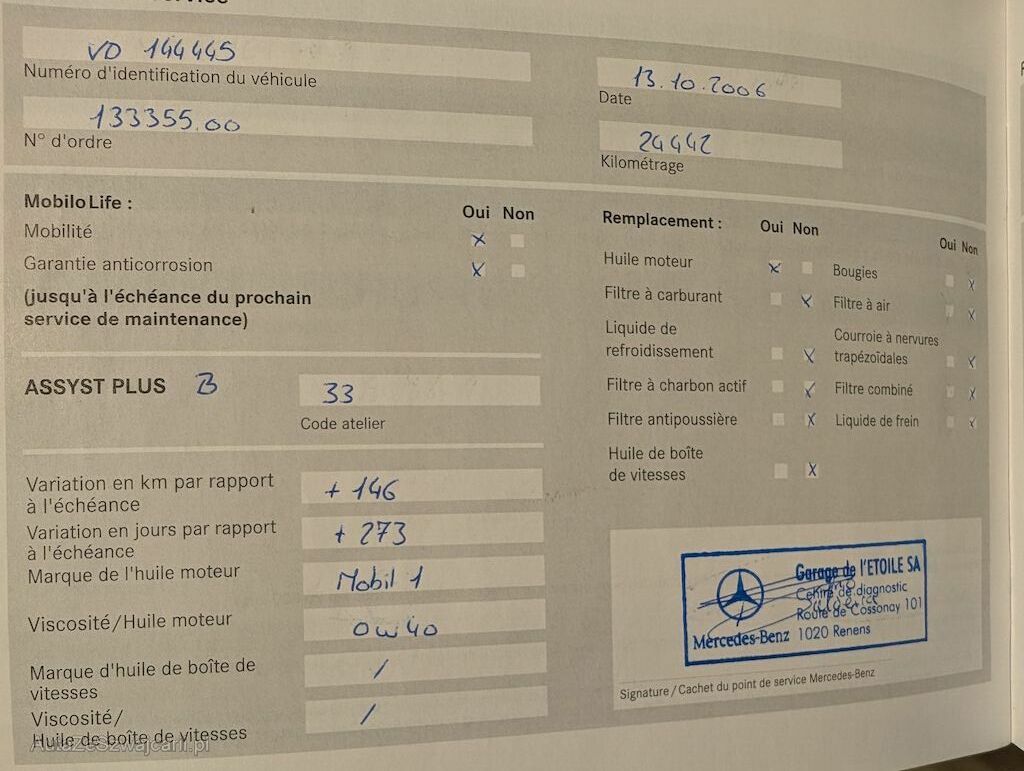 VD 144445
Numéro d'identification du véhicule
133355.00
N° d'ordre
13.10.2006
Date
24442
Kilométrage
MobiloLife :
Oui Non
Mobilité
x
Garantie anticorrosion
x
(jusqu'à l'échéance du prochain
service de maintenance)
ASSYST PLUS B
33
Code atelier
Variation en km par rapport
à l'échéance
+ 146
Variation en jours par rapport
à l'échéance
+ 273
Marque de l'huile moteur
Mobil 1
Viscosité/Huile moteur
0W40
Marque d'huile de boîte de
vitesses
/
Viscosité/
Huile de boîte de vitesses
/
Remplacement :
Oui Non
Huile moteur
x
Filtre à carburant
x
Liquide de
refroidissement
x
Filtre à charbon actif
x
Filtre antipoussière
x
Huile de boîte
de vitesses
x
Oui Non
Bougies
x
Filtre à air
x
Courroie à nervures
trapézoïdales
x
Filtre combiné
x
Liquide de frein
x
Garage de l'ETOILE SA
Centre de diagnostic
Route de Cossonay 101
Mercedes-Benz 1020 Renens
Signature/Cachet du point de service Mercedes-Benz
AutazeSzwajcarii.pl